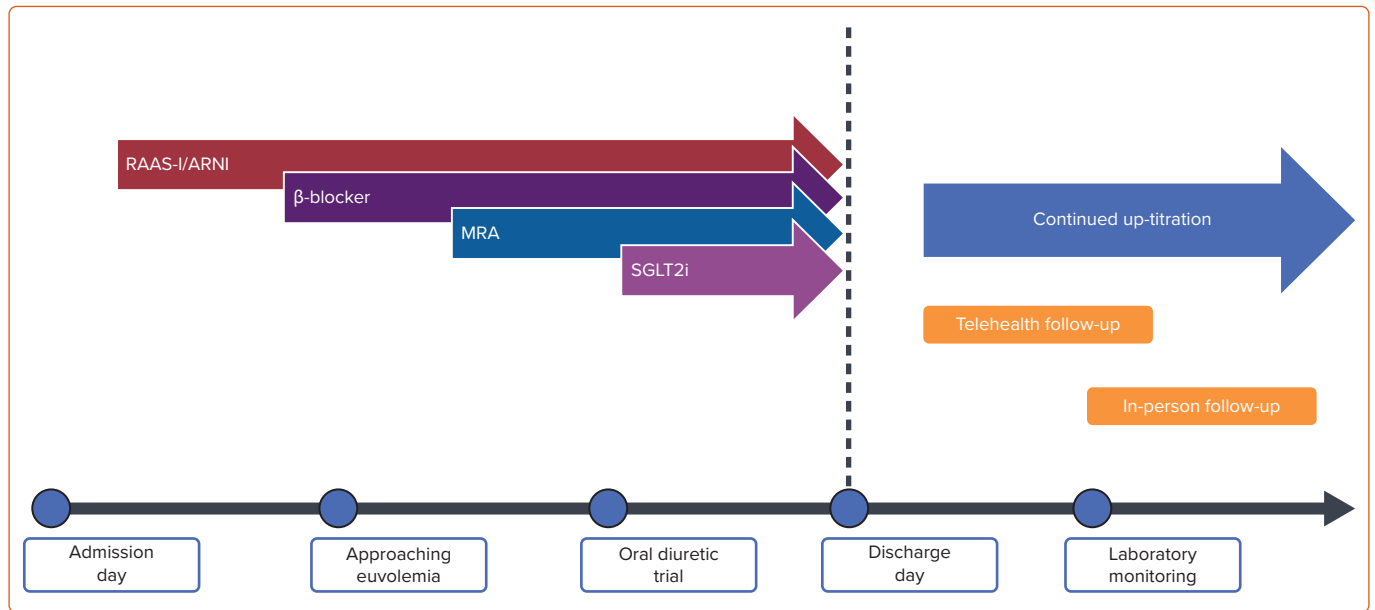 RAAS-I/ARNI
β-blocker
MRA
SGLT2i
Continued up-titration
Telehealth follow-up
In-person follow-up
Admission
day
Approaching
euvolemia
Oral diuretic
trial
Discharge
day
Laboratory
monitoring